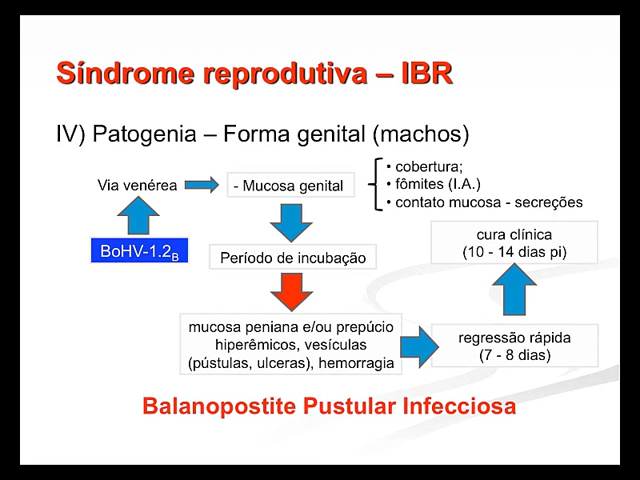 Síndrome reprodutiva – IBR
IV) Patogenia – Forma genital (machos)
Via venérea
- Mucosa genital
• cobertura;
• fômites (I.A.)
• contato mucosa - secreções
BoHV-1.2B
Período de incubação
cura clínica
(10 - 14 dias pi)
mucosa peniana e/ou prepúcio
hiperêmicos, vesículas
(pústulas, ulceras), hemorragia
regressão rápida
(7 - 8 dias)
Balanopostite Pustular Infecciosa